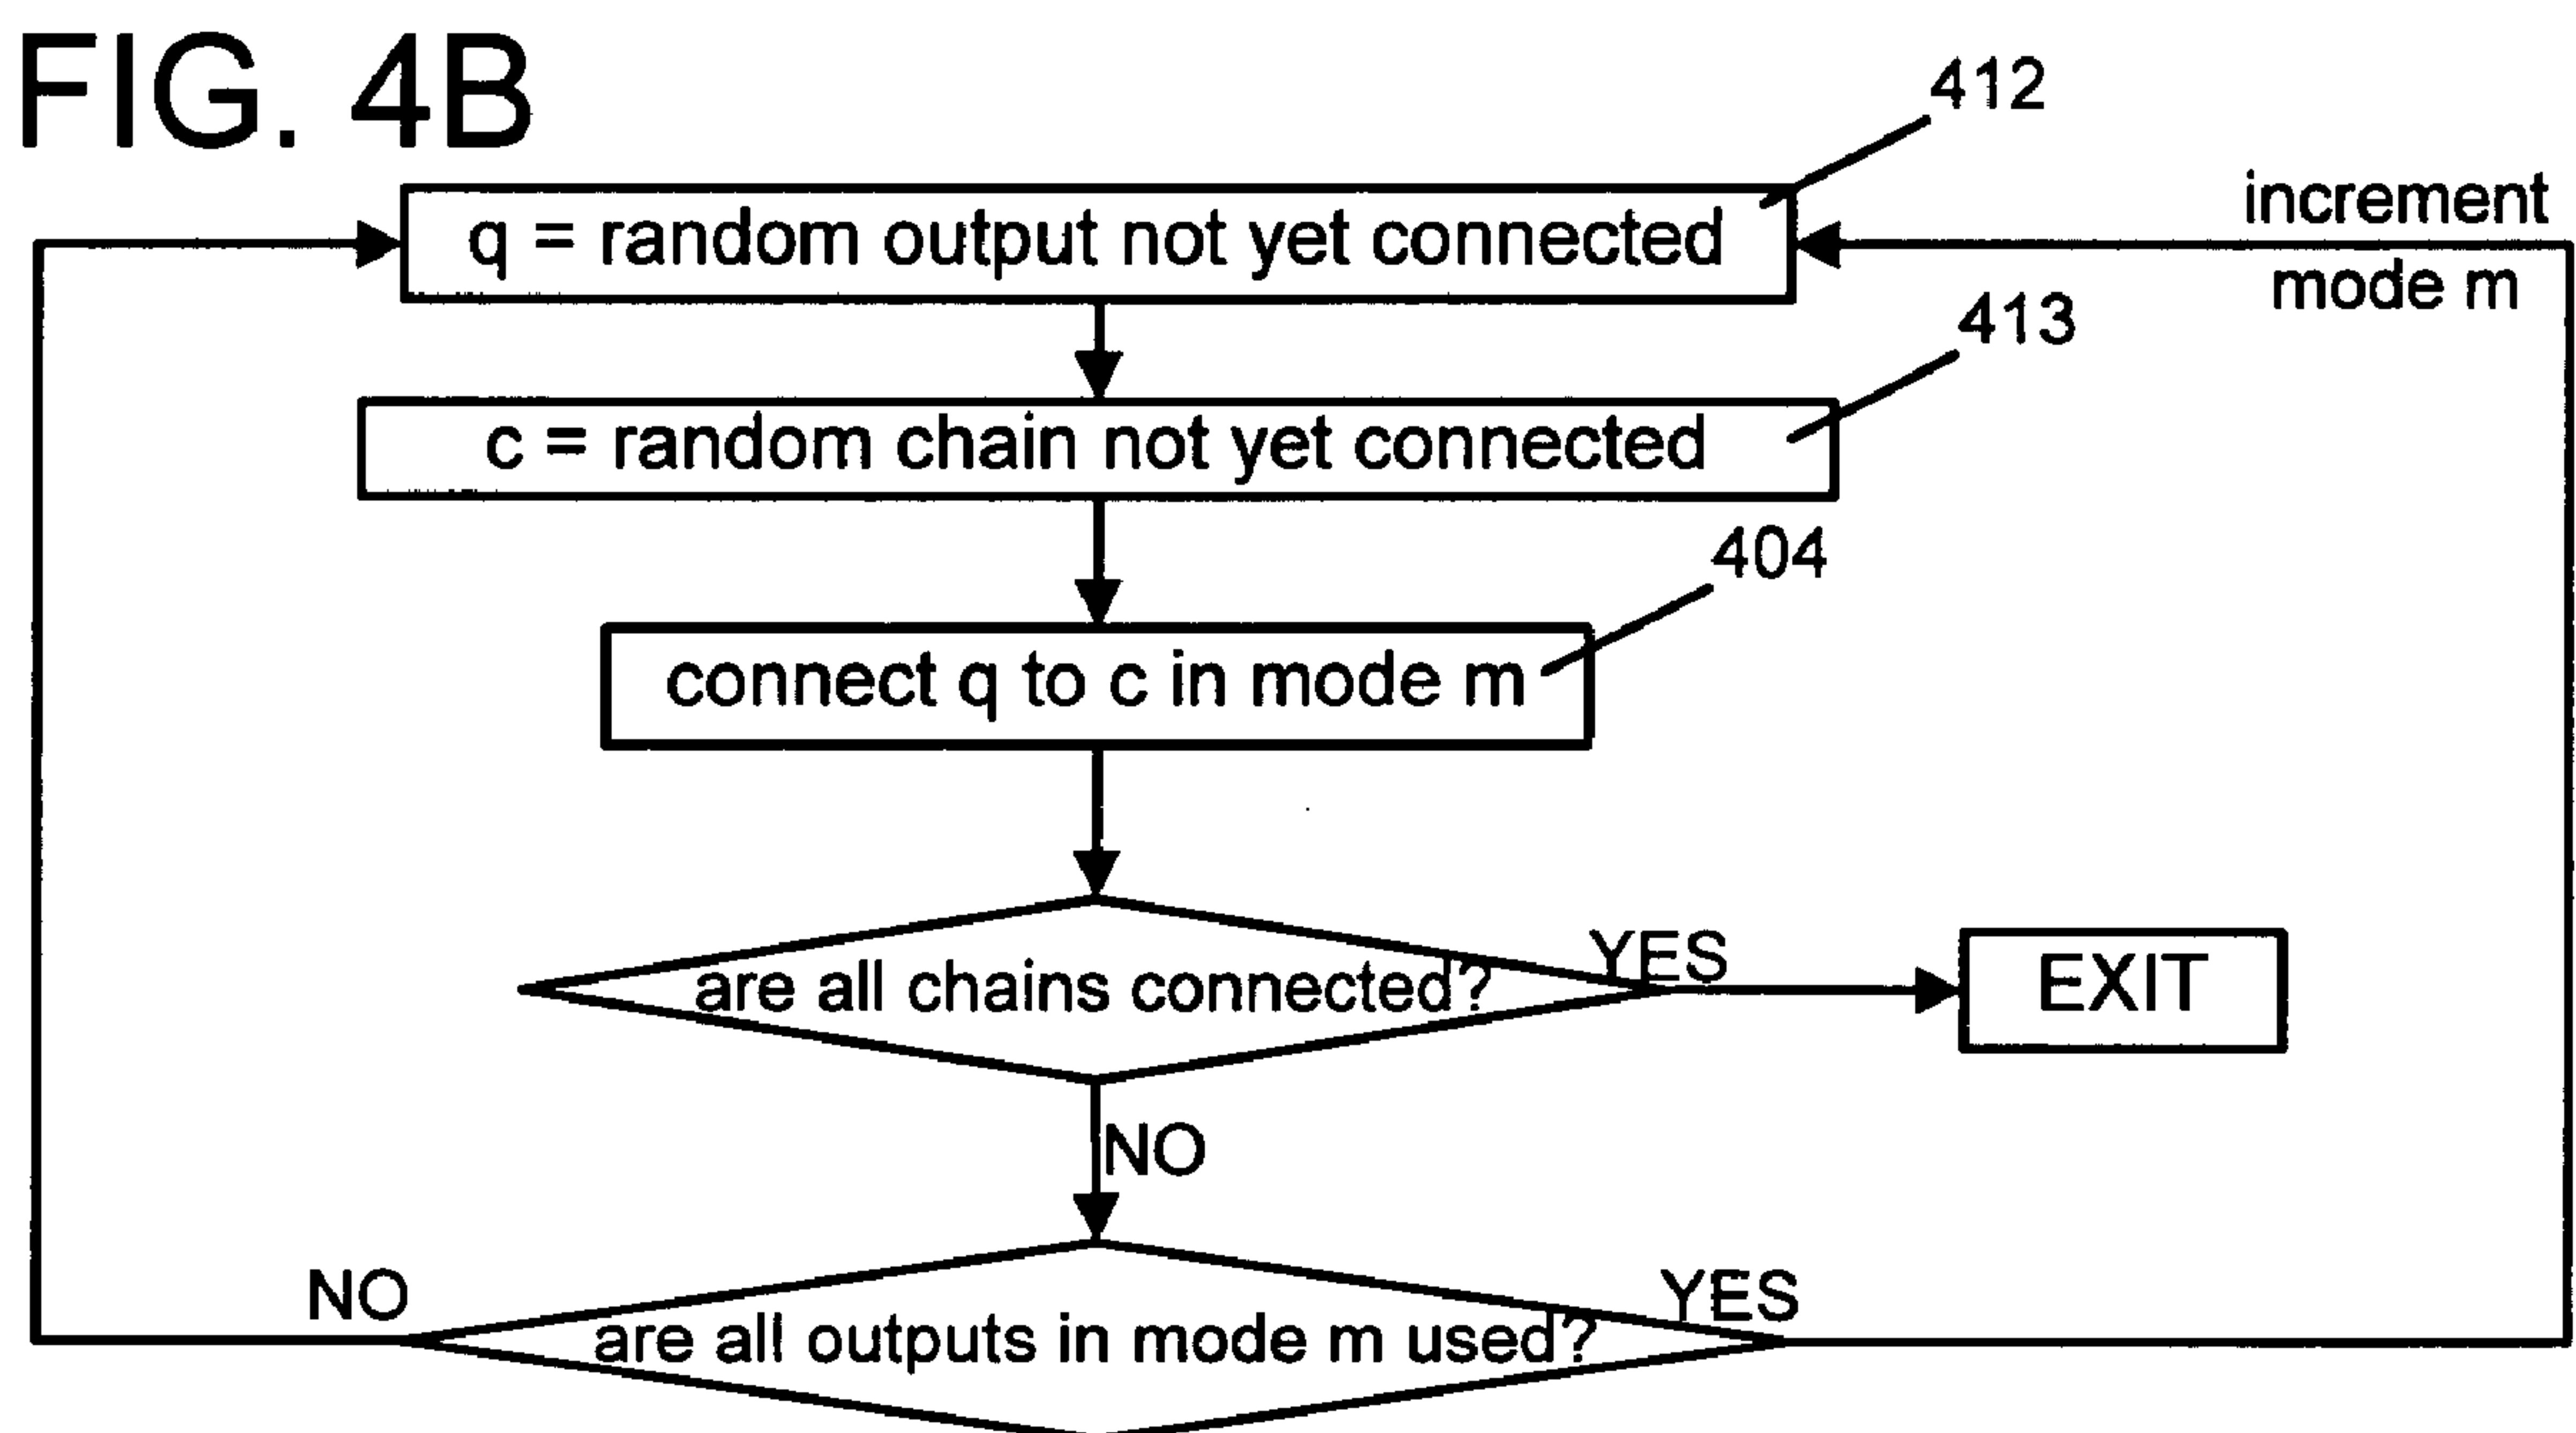 FIG. 4B
412
q = random output not yet connected
increment
mode m
413
c = random chain not yet connected
404
connect q to c in mode m
are all chains connected?
YES
EXIT
NO
NO
are all outputs in mode m used?
YES